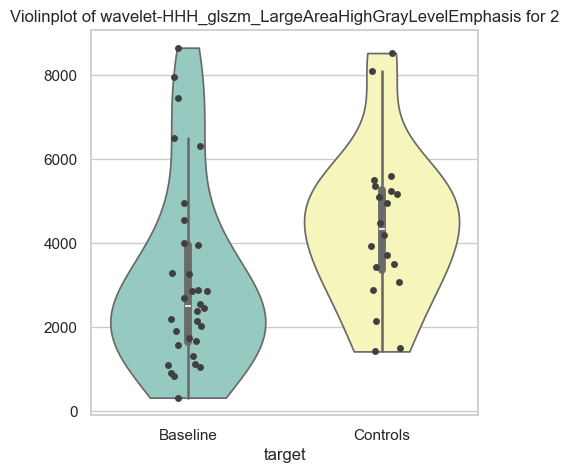 Violinplot of wavelet-HHH_glszm_LargeAreaHighGrayLevelEmphasis for 2
8000
6000
4000
2000
0
Baseline Controls
target